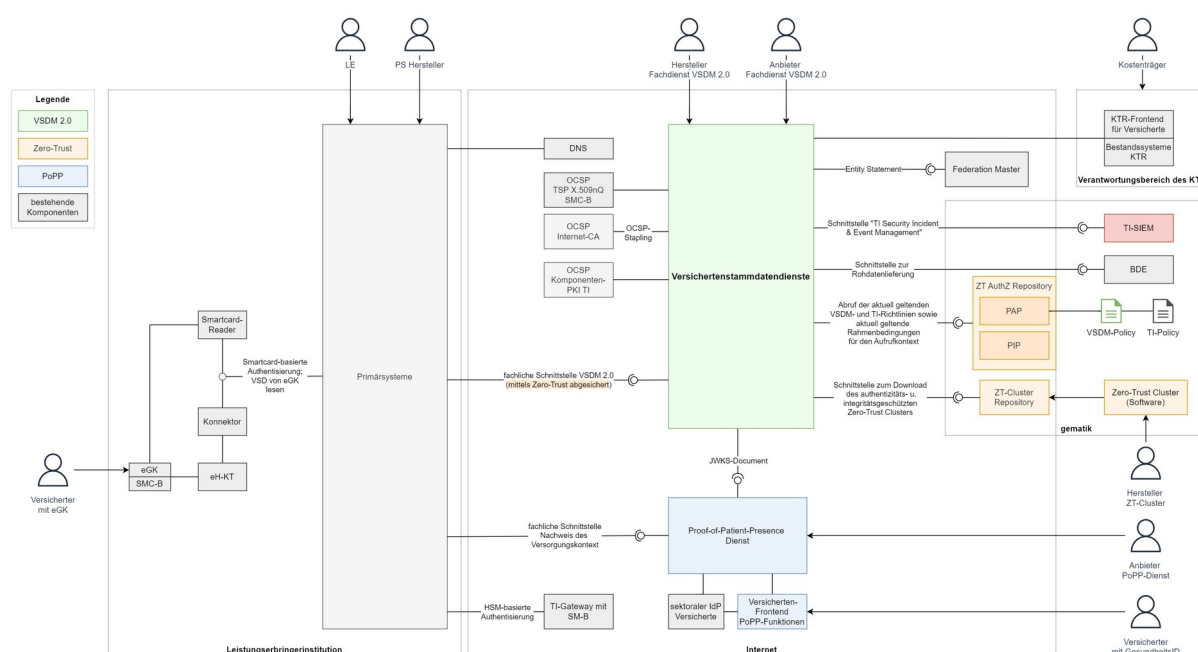 LE
PS Hersteller
Hersteller
Fachdienst VSDM 2.0
Anbieter
Fachdienst VSDM 2.0
Kostenträger
Legende
VSDM 2.0
Zero-Trust
PoPP
bestehende
Komponenten
DNS
OCSP
TSP X.509nQ
SMC-B
OCSP
Internet-CA
OCSP-
Stapling
OCSP
Komponenten-
PKI TI
Versichertenstammdatendienste
Entity Statement
Federation Master
KTR-Frontend
für Versicherte
Bestandssysteme
KTR
Verantwortungsbereich des KT
Schnittstelle "TI Security Incident
& Event Management"
TI-SIEM
Schnittstelle zur
Rohdatenlieferung
BDE
Abruf der aktuell geltenden
VSDM- und TI-Richtlinien sowie
aktuell geltende
Rahmenbedingungen
für den Aufrufkontext
ZT AuthZ Repository
PAP
PIP
VSDM-Policy
TI-Policy
Schnittstelle zum Download
des authentizitäts- u.
integritätsgeschützten
Zero-Trust Clusters
ZT-Cluster
Repository
Zero-Trust Cluster
(Software)
gematik
Smartcard-
Reader
Smartcard-basierte
Authentisierung;
VSD von eGK
lesen
Primärsysteme
fachliche Schnittstelle VSDM 2.0
(mittels Zero-Trust abgesichert)
Konnektor
eGK
SMC-B
eH-KT
Versicherter
mit eGK
JWKS-Document
Hersteller
ZT-Cluster
fachliche Schnittstelle
Nachweis des
Versorgungskontext
Proof-of-Patient-Presence
Dienst
Anbieter
PoPP-Dienst
HSM-basierte
Authentisierung
TI-Gateway mit
SM-B
sektoraler IdP
Versicherte
Versicherten-
Frontend
PoPP-Funktionen
Versicherter
mit GesundheitsID
Leistungserbringerinstitution
Internet